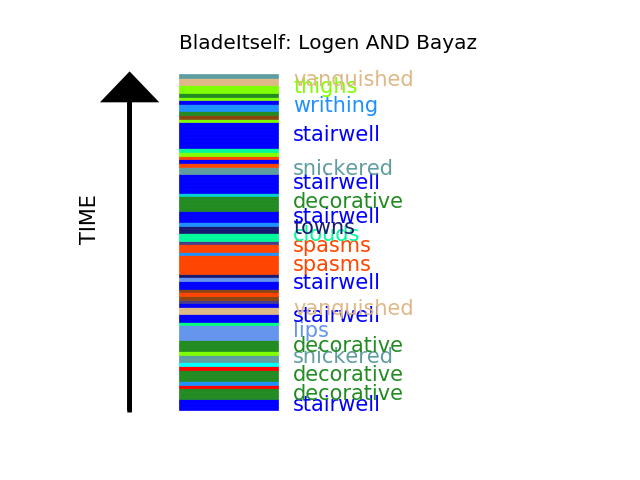 BladeItself: Logen AND Bayaz
vanquished
thighs
writhing
stairwell
snickered
stairwell
decorative
stairwell
towns
clouds
spasms
spasms
stairwell
vanquished
stairwell
lips
decorative
snickered
decorative
decorative
stairwell
TIME